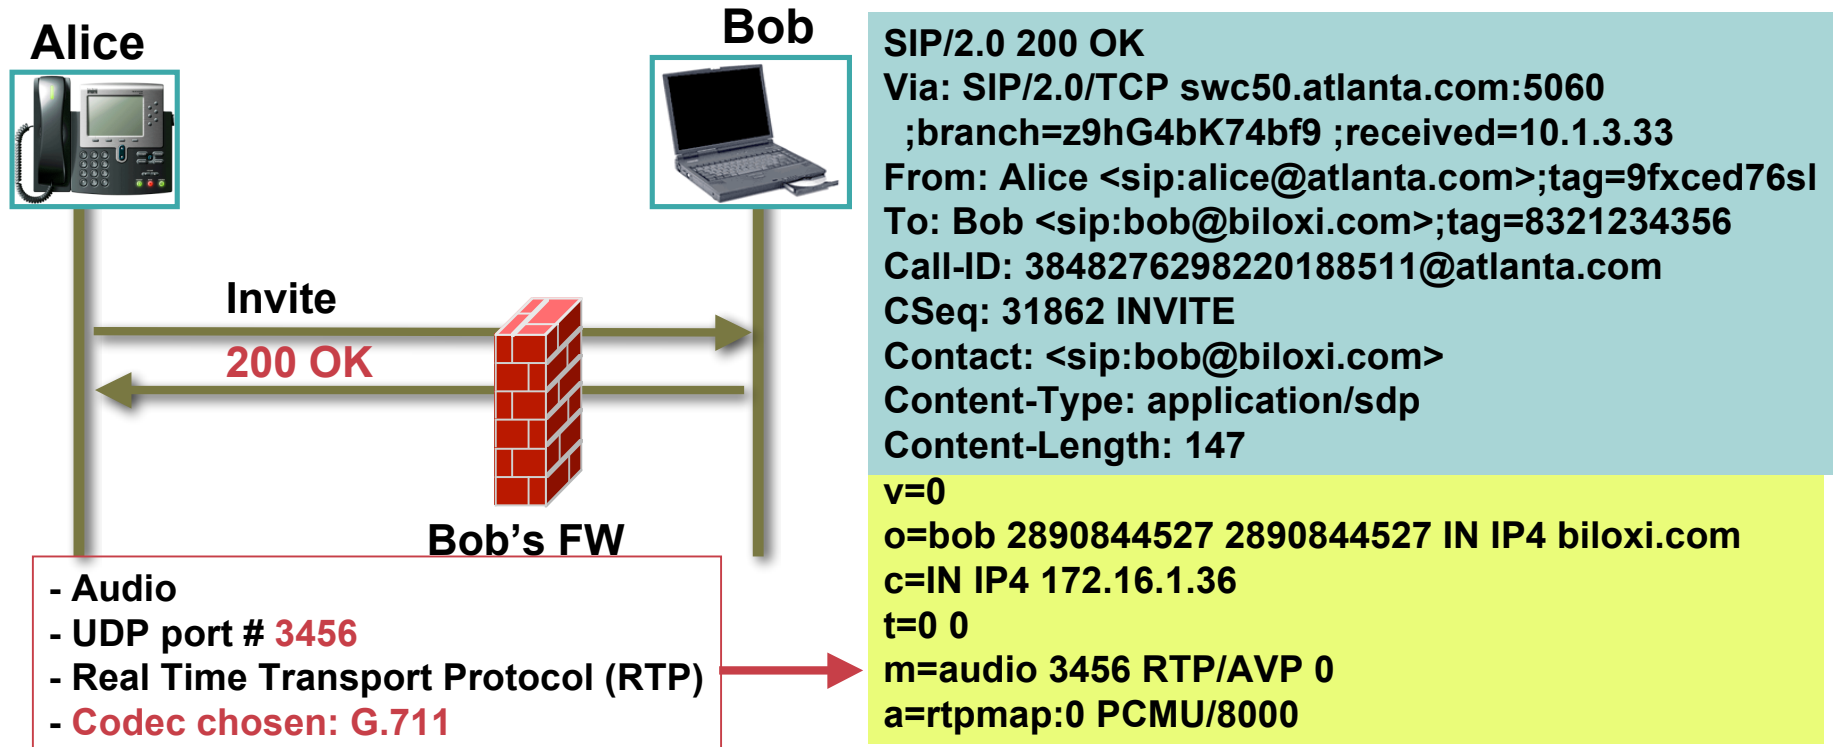 Alice
Bob
Invite
200 OK
Bob's FW
- Audio
- UDP port # 3456
- Real Time Transport Protocol (RTP)
- Codec chosen: G.711
SIP/2.0 200 OK
Via: SIP/2.0/TCP swc50.atlanta.com:5060
;branch=z9hG4bK74bf9 ;received=10.1.3.33
From: Alice <sip:alice@atlanta.com>;tag=9fxced76sl
To: Bob <sip:bob@biloxi.com>;tag=8321234356
Call-ID: 3848276298220188511@atlanta.com
CSeq: 31862 INVITE
Contact: <sip:bob@biloxi.com>
Content-Type: application/sdp
Content-Length: 147
v=0
o=bob 2890844527 2890844527 IN IP4 biloxi.com
c=IN IP4 172.16.1.36
t=0 0
m=audio 3456 RTP/AVP 0
a=rtpmap:0 PCMU/8000